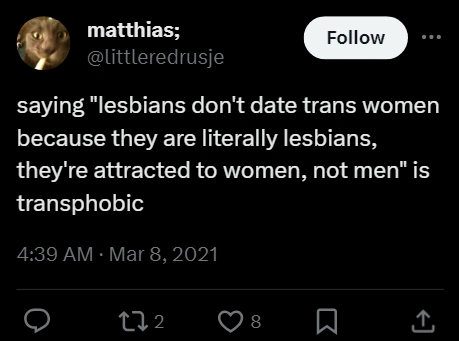 matthias;
Follow
@littleredrusje
saying "lesbians don't date trans women
because they are literally lesbians,
they're attracted to women, not men" is
transphobic
4:39 AM · Mar 8, 2021
2
8